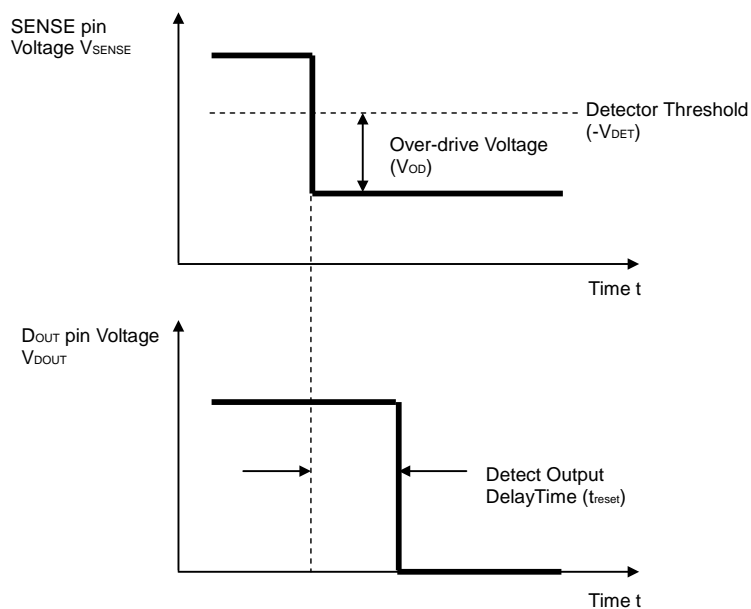 SENSE pin
Voltage VSENSE
Detector Threshold
(-VDET)
Over-drive Voltage
(VOD)
Time t
DOUT pin Voltage
VDOUT
Detect Output
DelayTime (treset)
Time t